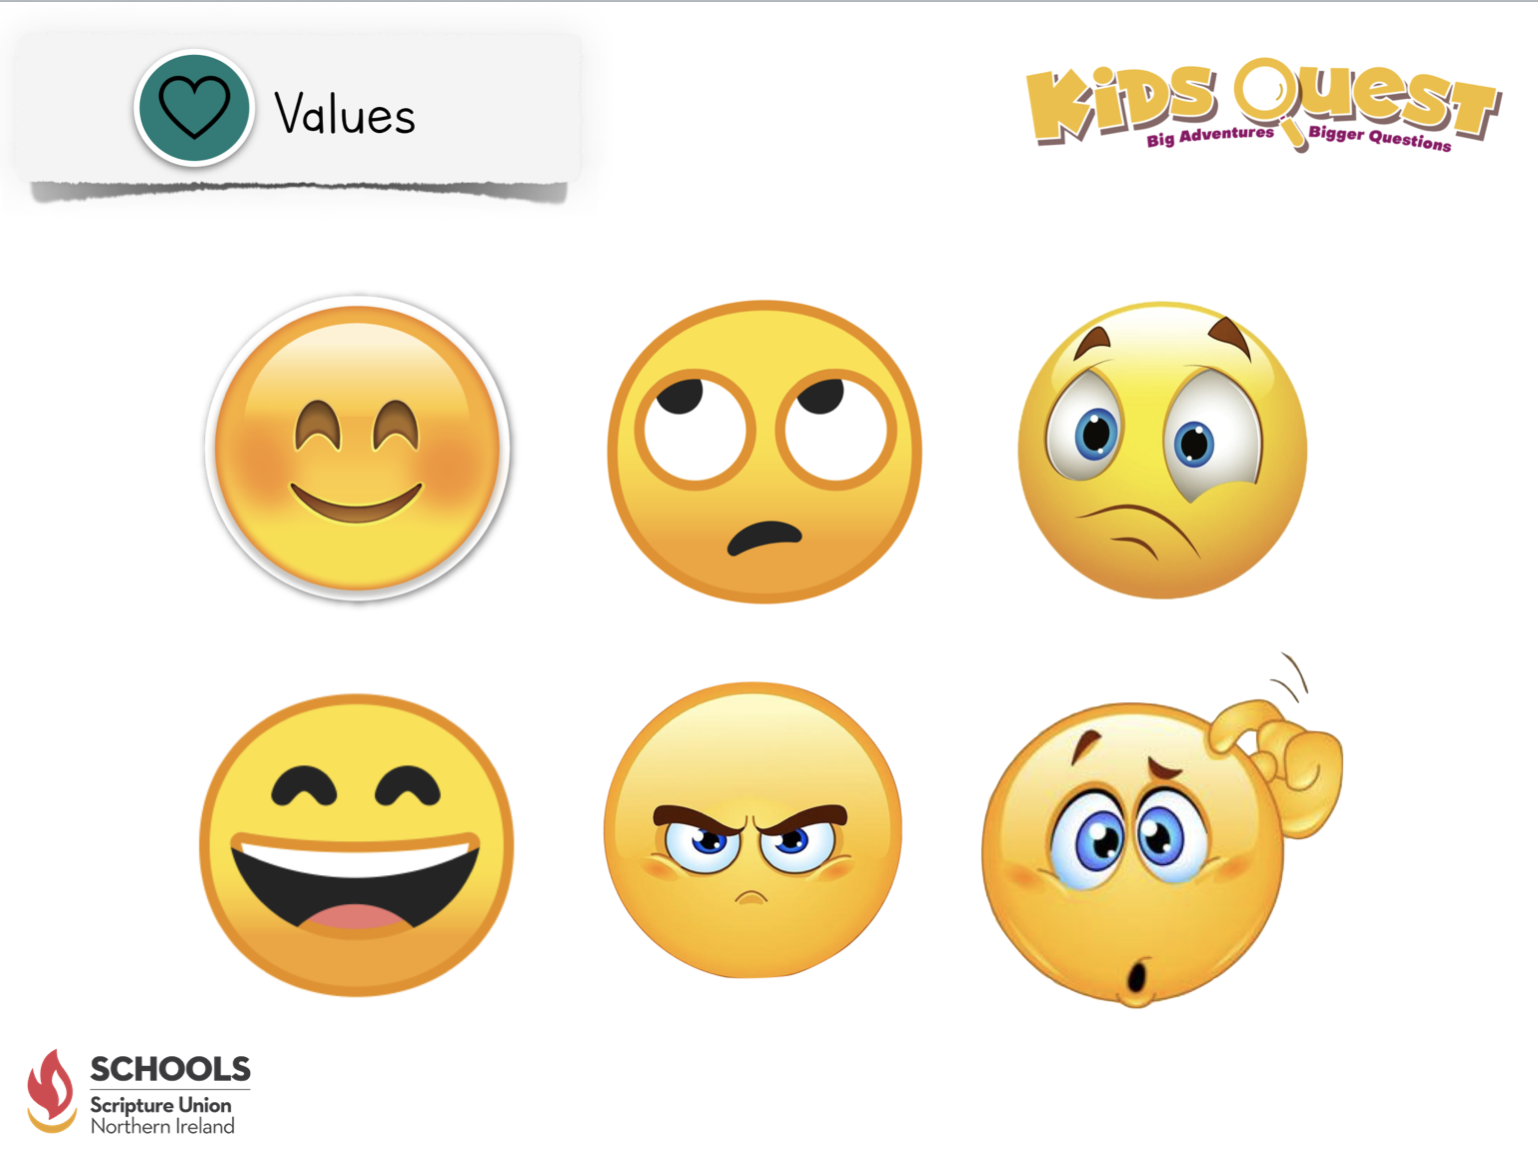 Values
KiDS QUEST
Big Adventures Bigger Questions
SCHOOLS
Scripture Union
Northern Ireland